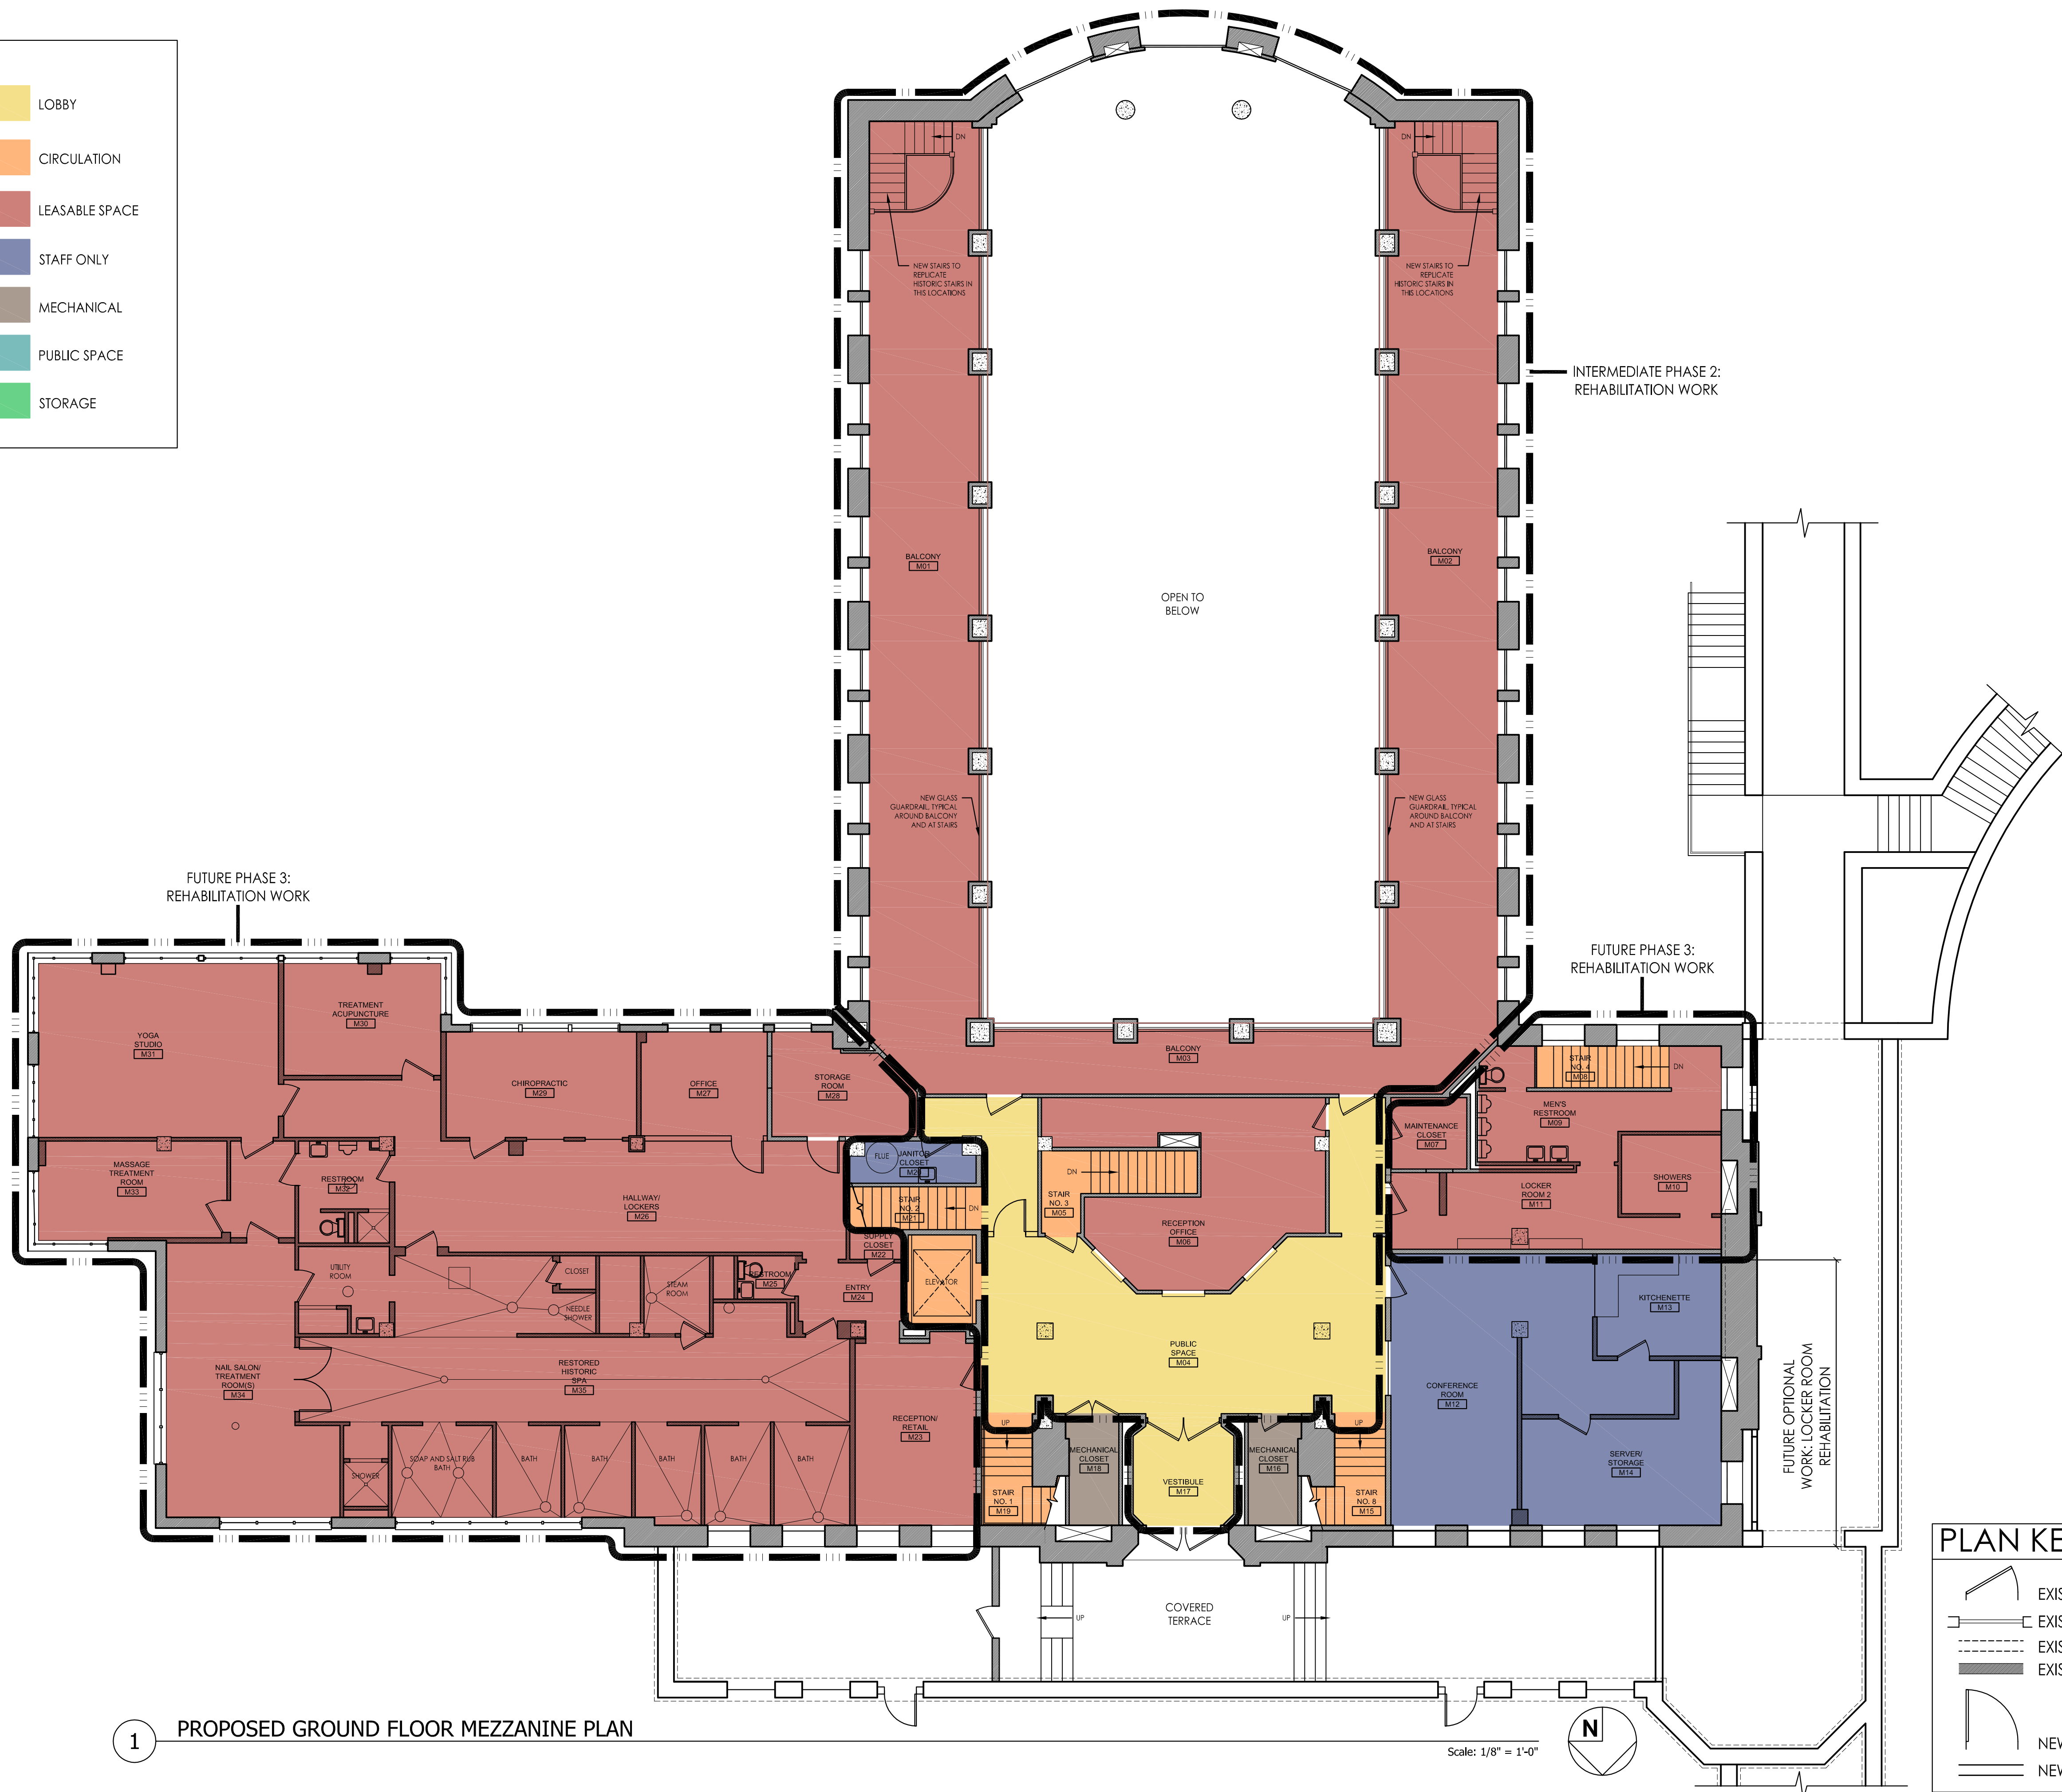 LOBBY
CIRCULATION
LEASABLE SPACE
STAFF ONLY
MECHANICAL
PUBLIC SPACE
STORAGE
DN
DN
NEW STAIRS TO
REPLICATE
HISTORIC STAIRS IN
THIS LOCATIONS
NEW STAIRS TO
REPLICATE
HISTORIC STAIRS IN
THIS LOCATIONS
INTERMEDIATE PHASE 2:
REHABILITATION WORK
BALCONY
M01
BALCONY
M02
OPEN TO
BELOW
NEW GLASS
GUARDRAIL, TYPICAL
AROUND BALCONY
AND AT STAIRS
NEW GLASS
GUARDRAIL, TYPICAL
AROUND BALCONY
AND AT STAIRS
FUTURE PHASE 3:
REHABILITATION WORK
FUTURE PHASE 3:
REHABILITATION WORK
YOGA
STUDIO
M31
TREATMENT
ACUPUNCTURE
M30
CHIROPRACTIC
M29
OFFICE
M27
STORAGE
ROOM
M28
BALCONY
M03
STAIR
NO. 4
M08
DN
MEN'S
RESTROOM
M09
MAINTENANCE
CLOSET
M07
MASSAGE
TREATMENT
ROOM
M33
RESTROOM
M32
HALLWAY/
LOCKERS
M26
FLUE
JANITOR
CLOSET
M20
STAIR
NO. 2
M21
DN
SUPPLY
CLOSET
M22
DN
STAIR
NO. 3
M05
RECEPTION
OFFICE
M06
LOCKER
ROOM 2
M11
SHOWERS
M10
UTILITY
ROOM
CLOSET
NEEDLE
SHOWER
STEAM
ROOM
RESTROOM
M25
ENTRY
M24
ELEVATOR
KITCHENETTE
M13
NAIL SALON/
TREATMENT
ROOM(S)
M34
RESTORED
HISTORIC
SPA
M35
PUBLIC
SPACE
M04
CONFERENCE
ROOM
M12
FUTURE OPTIONAL
WORK: LOCKER ROOM
REHABILITATION
RECEPTION/
RETAIL
M23
UP
UP
SHOWER
SOAP AND SALT RUB
BATH
BATH
BATH
BATH
BATH
BATH
MECHANICAL
CLOSET
M18
MECHANICAL
CLOSET
M16
SERVER/
STORAGE
M14
STAIR
NO. 1
M19
VESTIBULE
M17
STAIR
NO. 8
M15
UP
COVERED
TERRACE
UP
PLAN KE
EXIS
EXIS
EXIS
EXIS
NEW
NEW
1
PROPOSED GROUND FLOOR MEZZANINE PLAN
Scale: 1/8" = 1'-0"
N